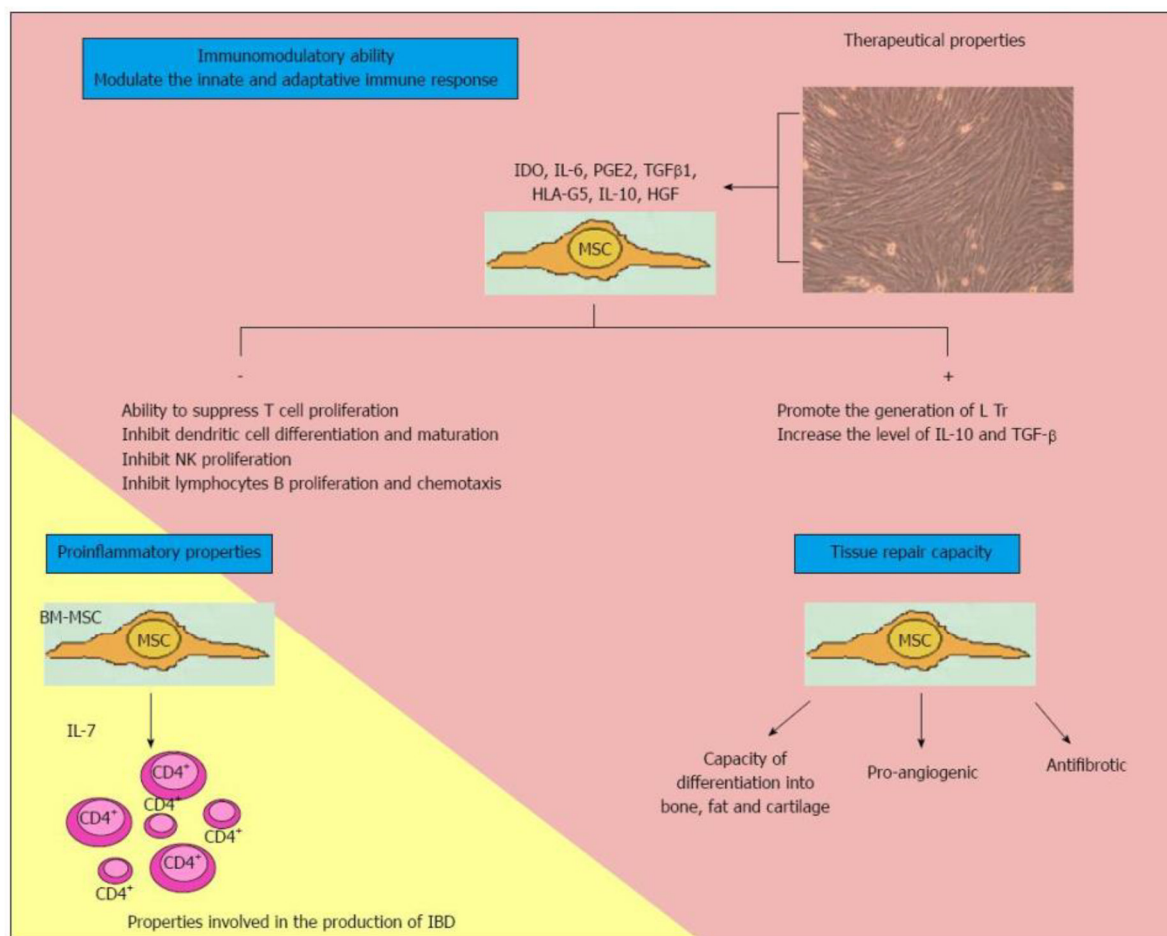 Immunomodulatory ability
Modulate the innate and adaptative immune response
Therapeutical properties
IDO, IL-6, PGE2, TGFβ1,
HLA-G5, IL-10, HGF
MSC
-
Ability to suppress T cell proliferation
Inhibit dendritic cell differentiation and maturation
Inhibit NK proliferation
Inhibit lymphocytes B proliferation and chemotaxis
+
Promote the generation of L Tr
Increase the level of IL-10 and TGF-β
Proinflammatory properties
BM-MSC
MSC
IL-7
CD4⁺
CD4⁺
CD4⁺
CD4⁺
CD4⁺
CD4⁺
Properties involved in the production of IBD
Tissue repair capacity
MSC
Capacity of
differentiation into
bone, fat and cartilage
Pro-angiogenic
Antifibrotic